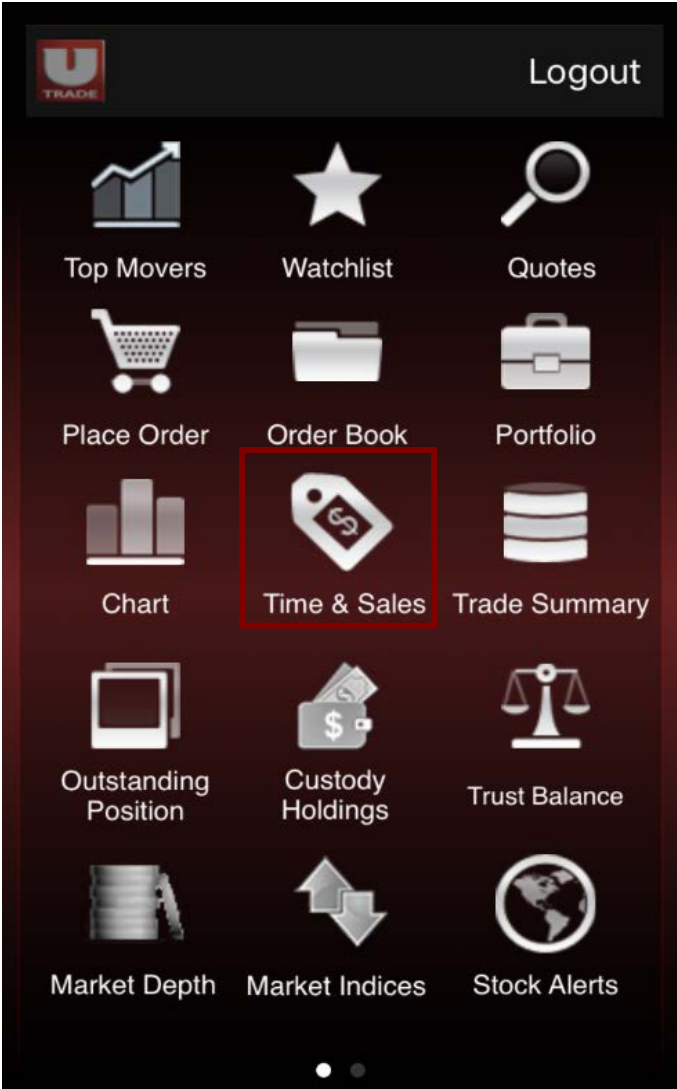 U
TRADE
Logout
Top Movers
Watchlist
Quotes
Place Order
Order Book
Portfolio
$
Chart
Time & Sales
Trade Summary
$
$
Outstanding
Position
Custody
Holdings
Trust Balance
Market Depth
Market Indices
Stock Alerts